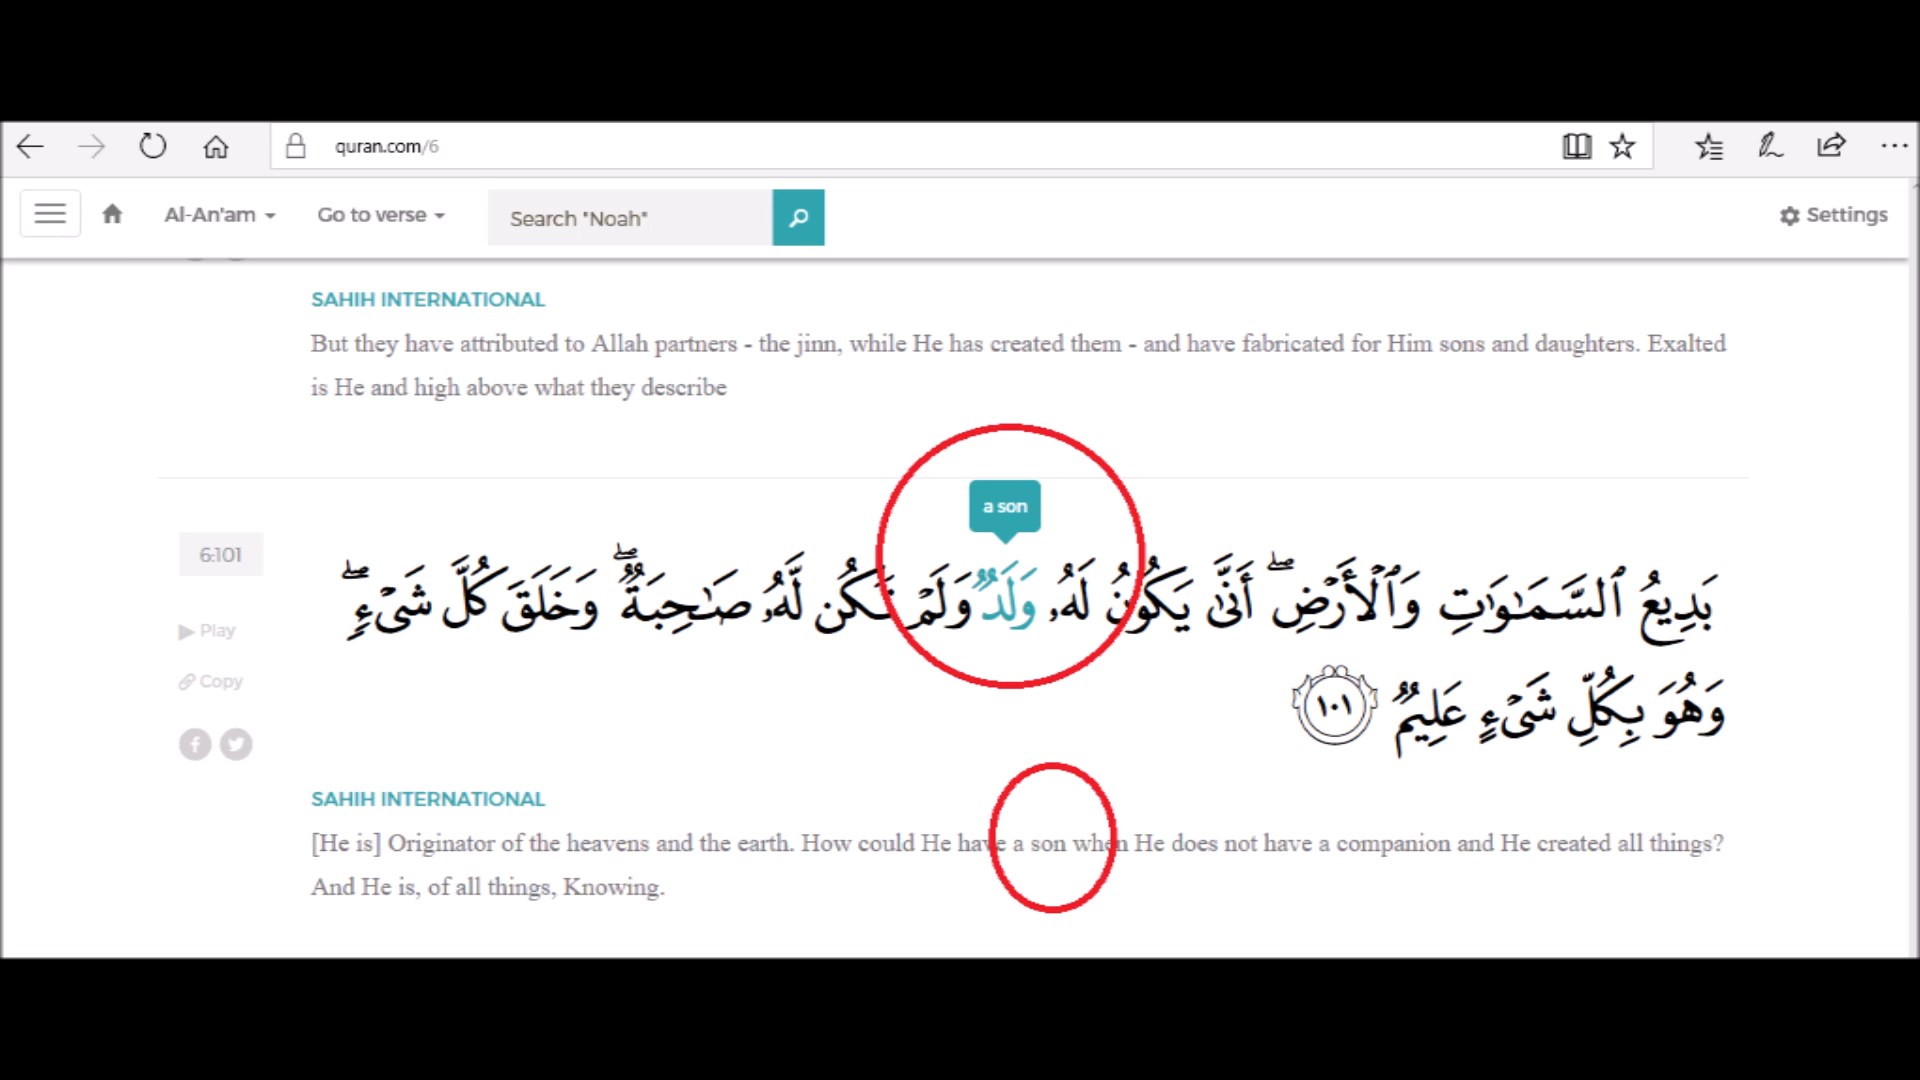 quran.com/6
Al-An'am
Go to verse
Search "Noah"
Settings
SAHIH INTERNATIONAL
But they have attributed to Allah partners - the jinn, while He has created them - and have fabricated for Him sons and daughters. Exalted
is He and high above what they describe
a son
6:101
بَدِيعُ ٱلسَّمَـٰوَٰتِ وَٱلْأَرْضِ ۖ أَنَّىٰ يَكُونُ لَهُۥ وَلَدٌ وَلَمْ تَكُن لَّهُۥ صَـٰحِبَةٌ ۖ وَخَلَقَ كُلَّ شَىْءٍ ۖ
Play
وَهُوَ بِكُلِّ شَىْءٍ عَلِيمٌ ١٠١
Copy
SAHIH INTERNATIONAL
[He is] Originator of the heavens and the earth. How could He have a son when He does not have a companion and He created all things?
And He is, of all things, Knowing.